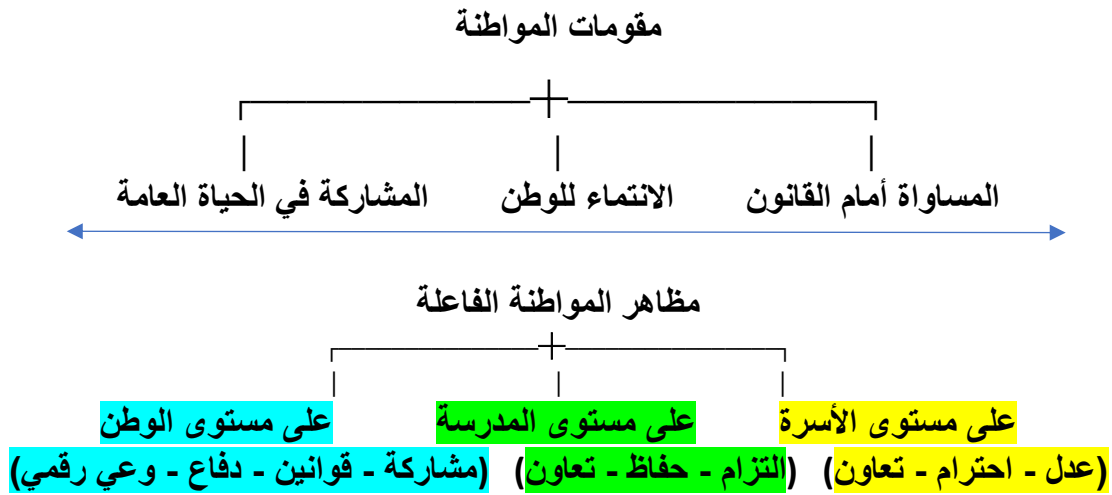 مقومات المواطنة
المساواة أمام القانون الانتماء للوطن المشاركة في الحياة العامة
مظاهر المواطنة الفاعلة
على مستوى الأسرة على مستوى المدرسة على مستوى الوطن
(عدل - احترام - تعاون) (التزام - حفاظ - تعاون) (مشاركة - قوانين - دفاع - وعي رقمي)